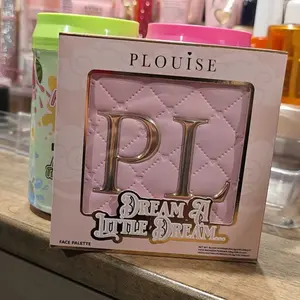 PLOUISE
PL
DREAM A
LITTLE DREAM
FACE PALETTE